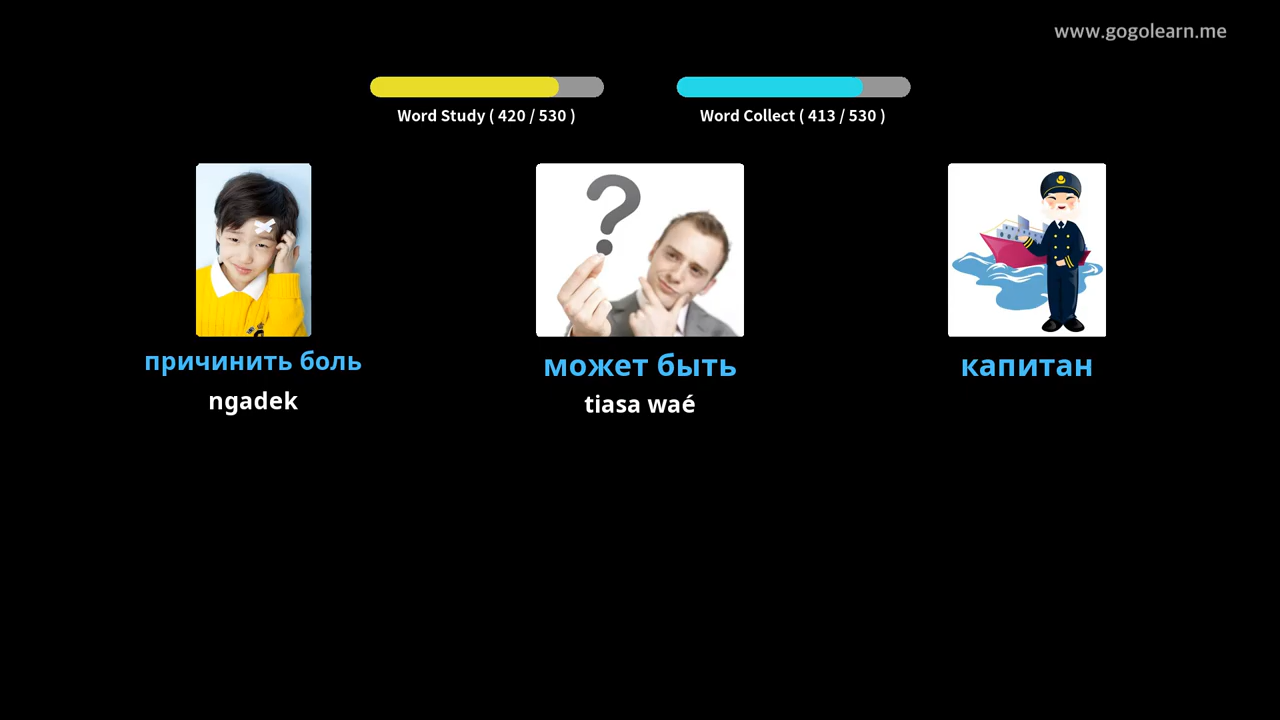 www.gogolearn.me
Word Study ( 420 / 530 )
Word Collect ( 413 / 530 )
причинить боль
ngadek
может быть
tiasa waé
капитан